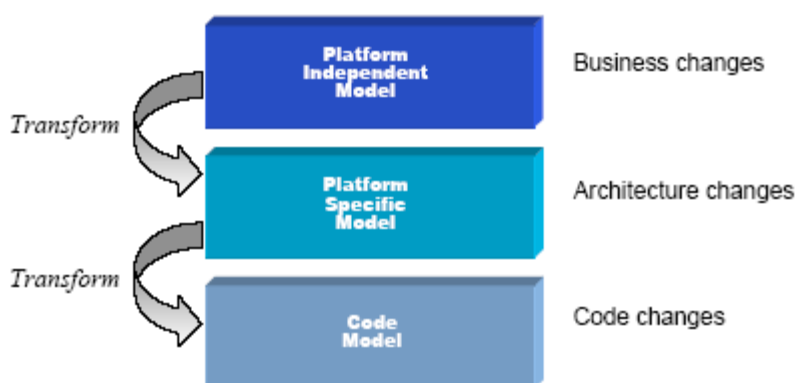 Platform
Independent
Model
Business changes
Transform
Platform
Specific
Model
Architecture changes
Transform
Code
Model
Code changes